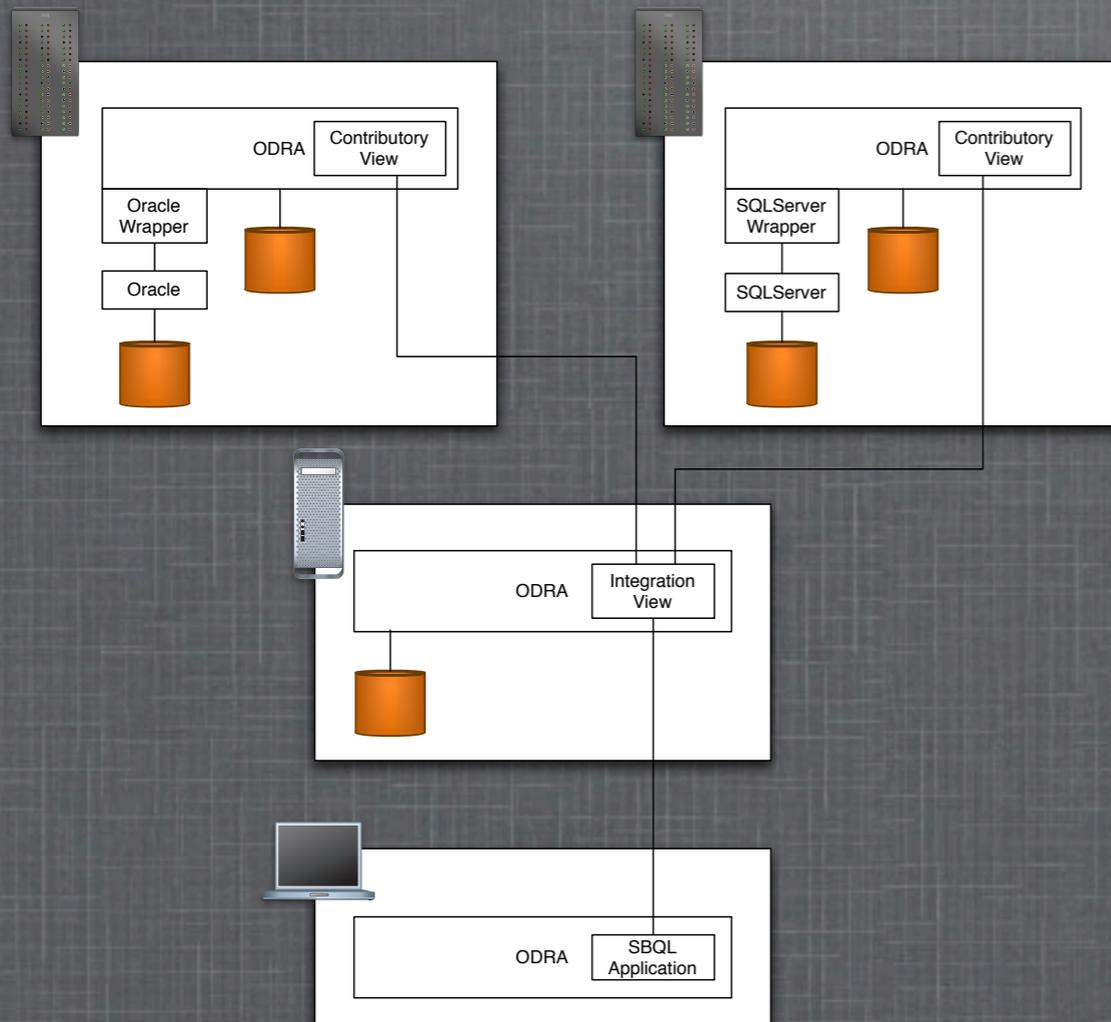 ODRA
Contributory
View
Oracle
Wrapper
Oracle
ODRA
Contributory
View
SQLServer
Wrapper
SQLServer
ODRA
Integration
View
ODRA
SBQL
Application